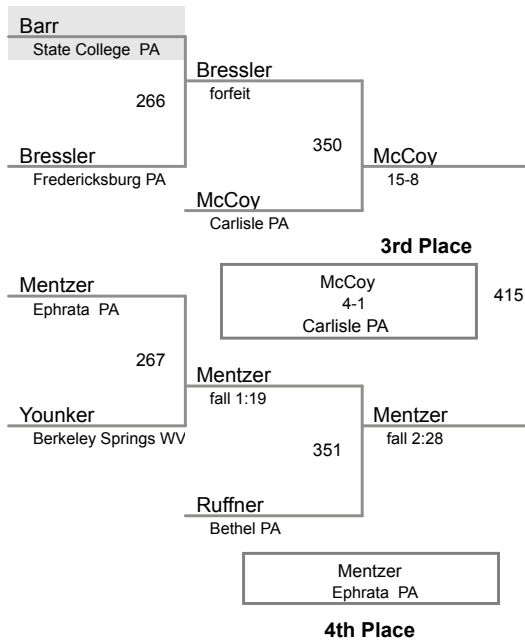 Barr
State College PA
Bressler
forfeit
266
350
Bressler
Fredericksburg PA
McCoy
15-8
McCoy
Carlisle PA
3rd Place
McCoy
4-1
Carlisle PA
415
Mentzer
Ephrata PA
267
Mentzer
fall 1:19
Younker
Berkeley Springs WV
Mentzer
fall 2:28
351
Ruffner
Bethel PA
Mentzer
Ephrata PA
4th Place